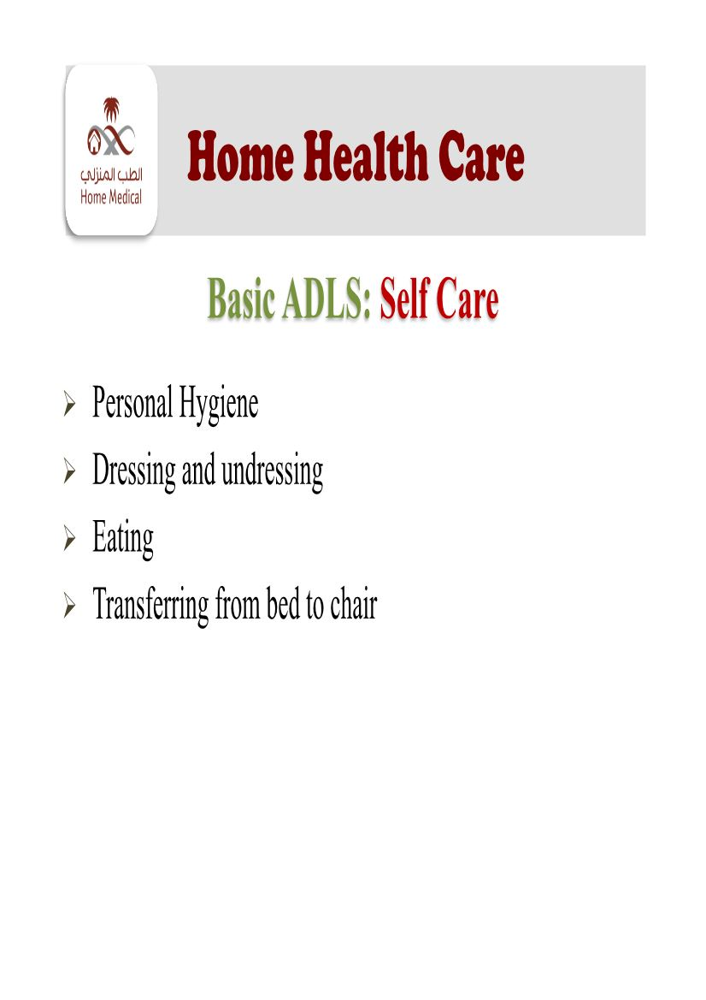 الطب المنزلي
Home Medical
Home Health Care
Basic ADLS: Self Care
Personal Hygiene
Dressing and undressing
Eating
Transferring from bed to chair